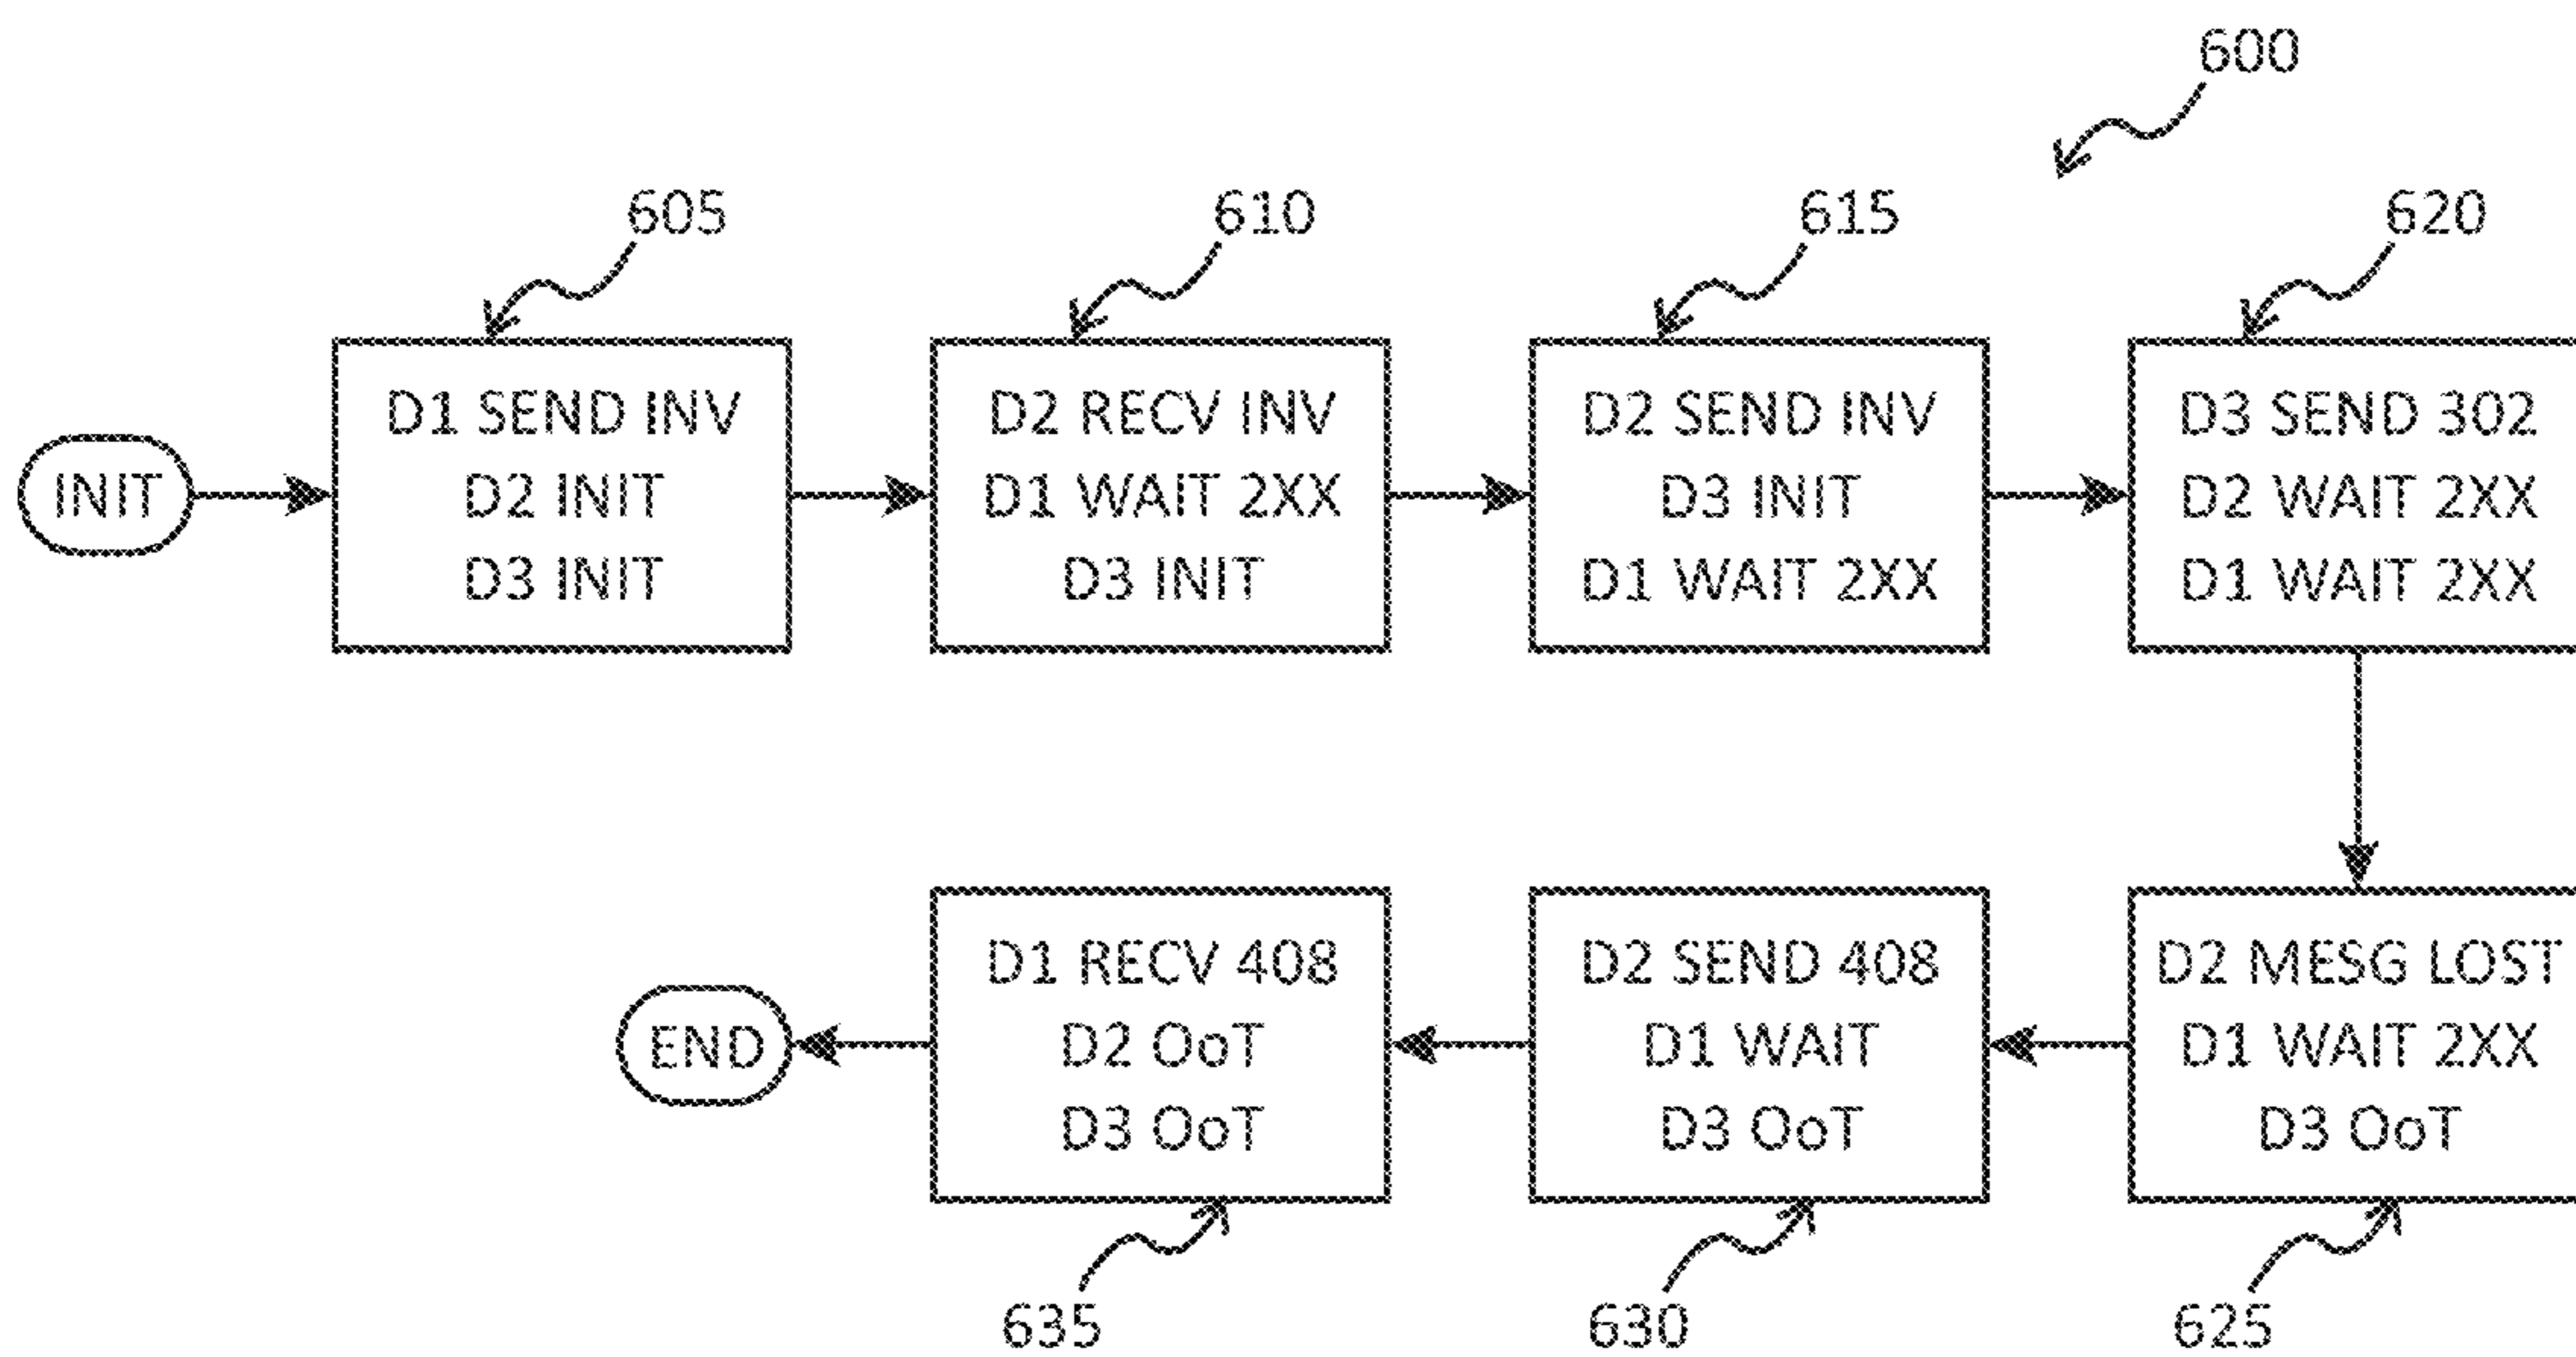 600
605
610
615
620
INIT
D1 SEND INV
D2 INIT
D3 INIT
D2 RECV INV
D1 WAIT 2XX
D3 INIT
D2 SEND INV
D3 INIT
D1 WAIT 2XX
D3 SEND 302
D2 WAIT 2XX
D1 WAIT 2XX
D2 MESG LOST
D1 WAIT 2XX
D3 OoT
D2 SEND 408
D1 WAIT
D3 OoT
D1 RECV 408
D2 OoT
D3 OoT
END
635
630
625